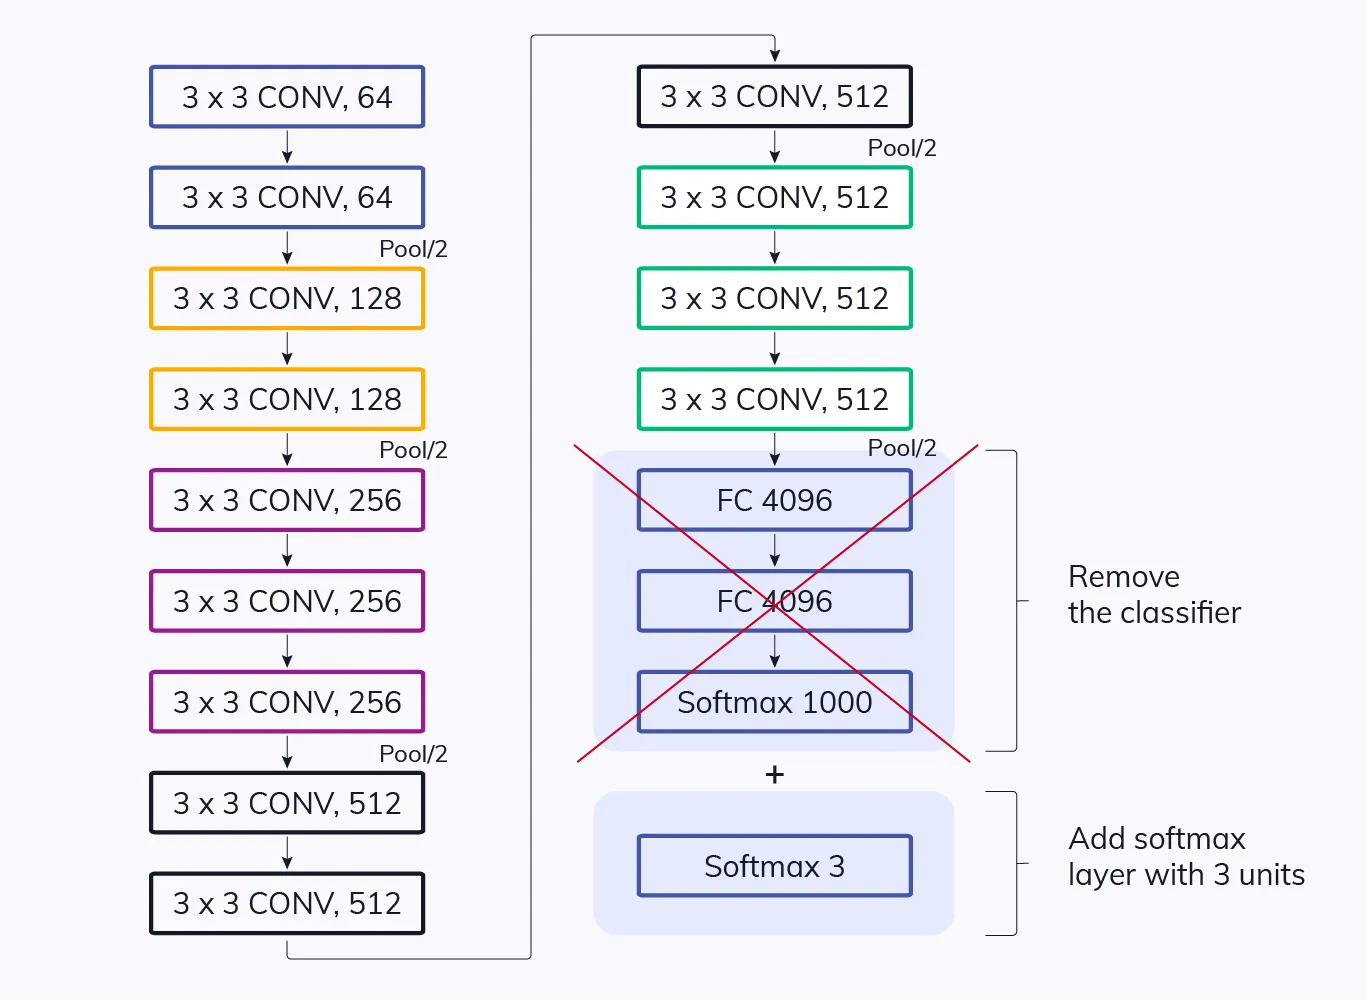 3 x 3 CONV, 64
3 x 3 CONV, 64
Pool/2
3 x 3 CONV, 128
3 x 3 CONV, 128
Pool/2
3 x 3 CONV, 256
3 x 3 CONV, 256
3 x 3 CONV, 256
Pool/2
3 x 3 CONV, 512
3 x 3 CONV, 512
3 x 3 CONV, 512
Pool/2
3 x 3 CONV, 512
3 x 3 CONV, 512
3 x 3 CONV, 512
Pool/2
FC 4096
FC 4096
Softmax 1000
Remove
the classifier
+
Softmax 3
Add softmax
layer with 3 units